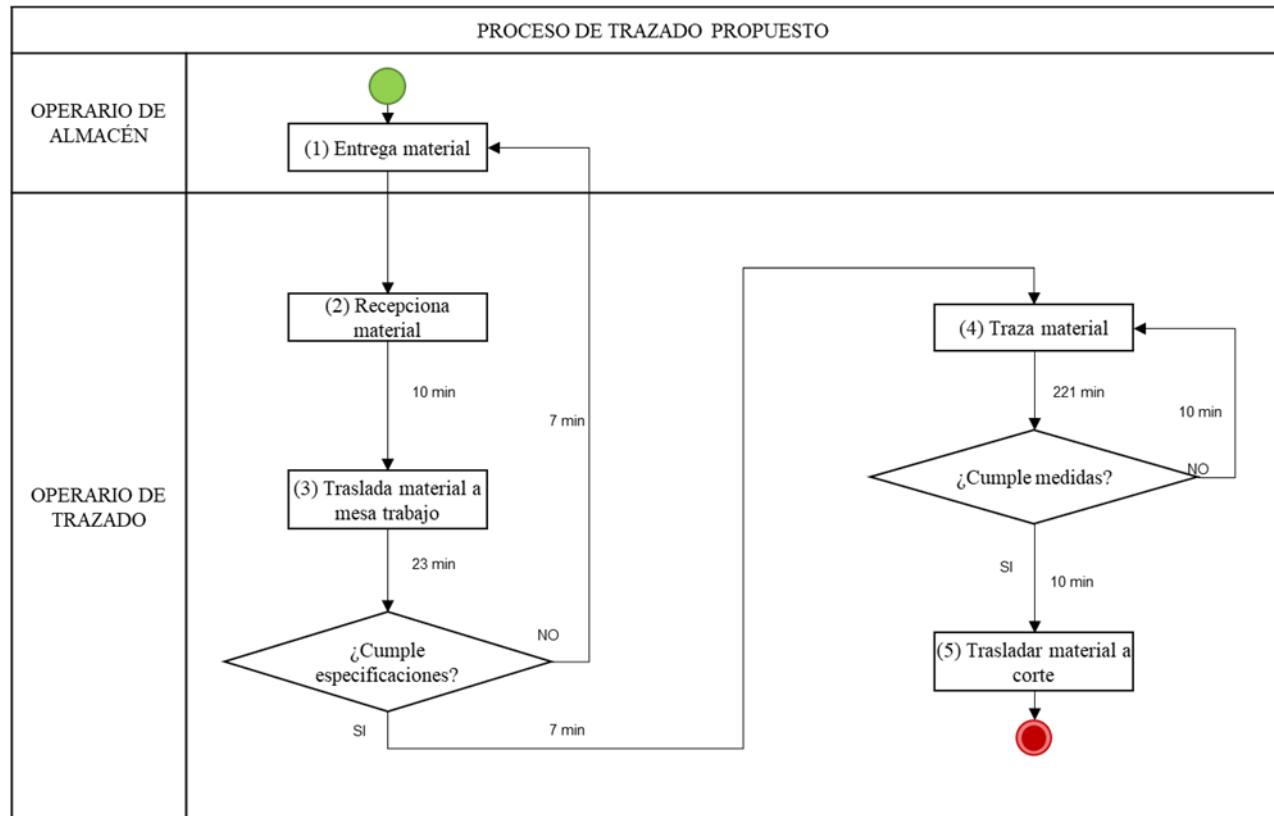 PROCESO DE TRAZADO PROPUESTO
OPERARIO DE
ALMACÉN
(1) Entrega material
OPERARIO DE
TRAZADO
(2) Recepciona
material
10 min
7 min
(3) Traslada material a
mesa trabajo
23 min
NO
¿Cumple
especificaciones?
SI
7 min
(4) Traza material
221 min
10 min
¿Cumple medidas?
NO
SI
10 min
(5) Trasladar material a
corte